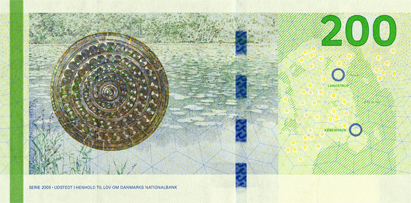 200
LANGSTRUP
KØBENHAVN
SERIE 2009 • UDSTEDT I HENHOLD TIL LOV OM DANMARKS NATIONALBANK